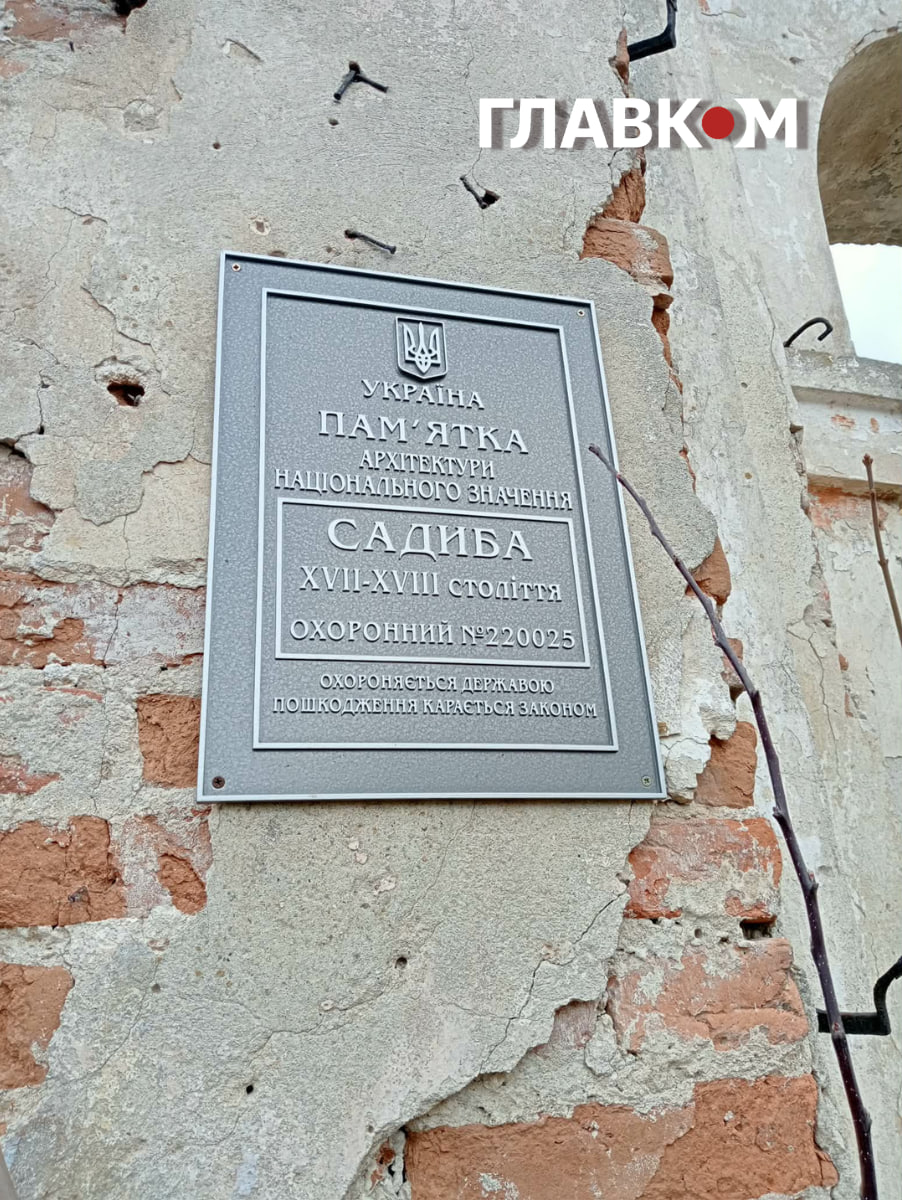 ГЛАВКОМ
УКРАЇНА
ПАМ'ЯТКА
АРХІТЕКТУРИ
НАЦІОНАЛЬНОГО ЗНАЧЕННЯ
САДИБА
XVII-XVIII СТОЛІТТЯ
ОХОРОННИЙ №220025
ОХОРОНЯЄТЬСЯ ДЕРЖАВОЮ
ПОШКОДЖЕННЯ КАРАЄТЬСЯ ЗАКОНОМ